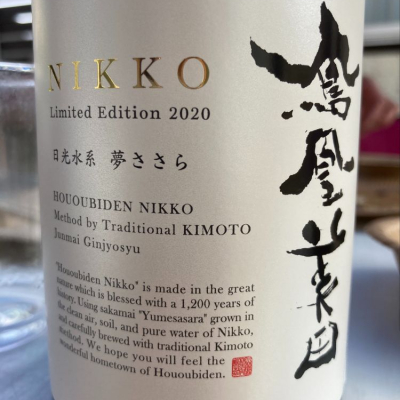 NIKKO
Limited Edition 2020
日光水系 夢ささら
HOUOUBIDEN NIKKO
Method by Traditional KIMOTO
Junmai Ginjyosyu
"Hououbiden Nikko" is made in the great
nature which is blessed with a 1,200 years of
history. Using sakamai "Yumesasara" grown in
the clean air, soil, and pure water of Nikko,
and carefully brewed with traditional Kimoto
method. We hope you will feel the
wonderful hometown of Hououbiden.
鳳凰美田